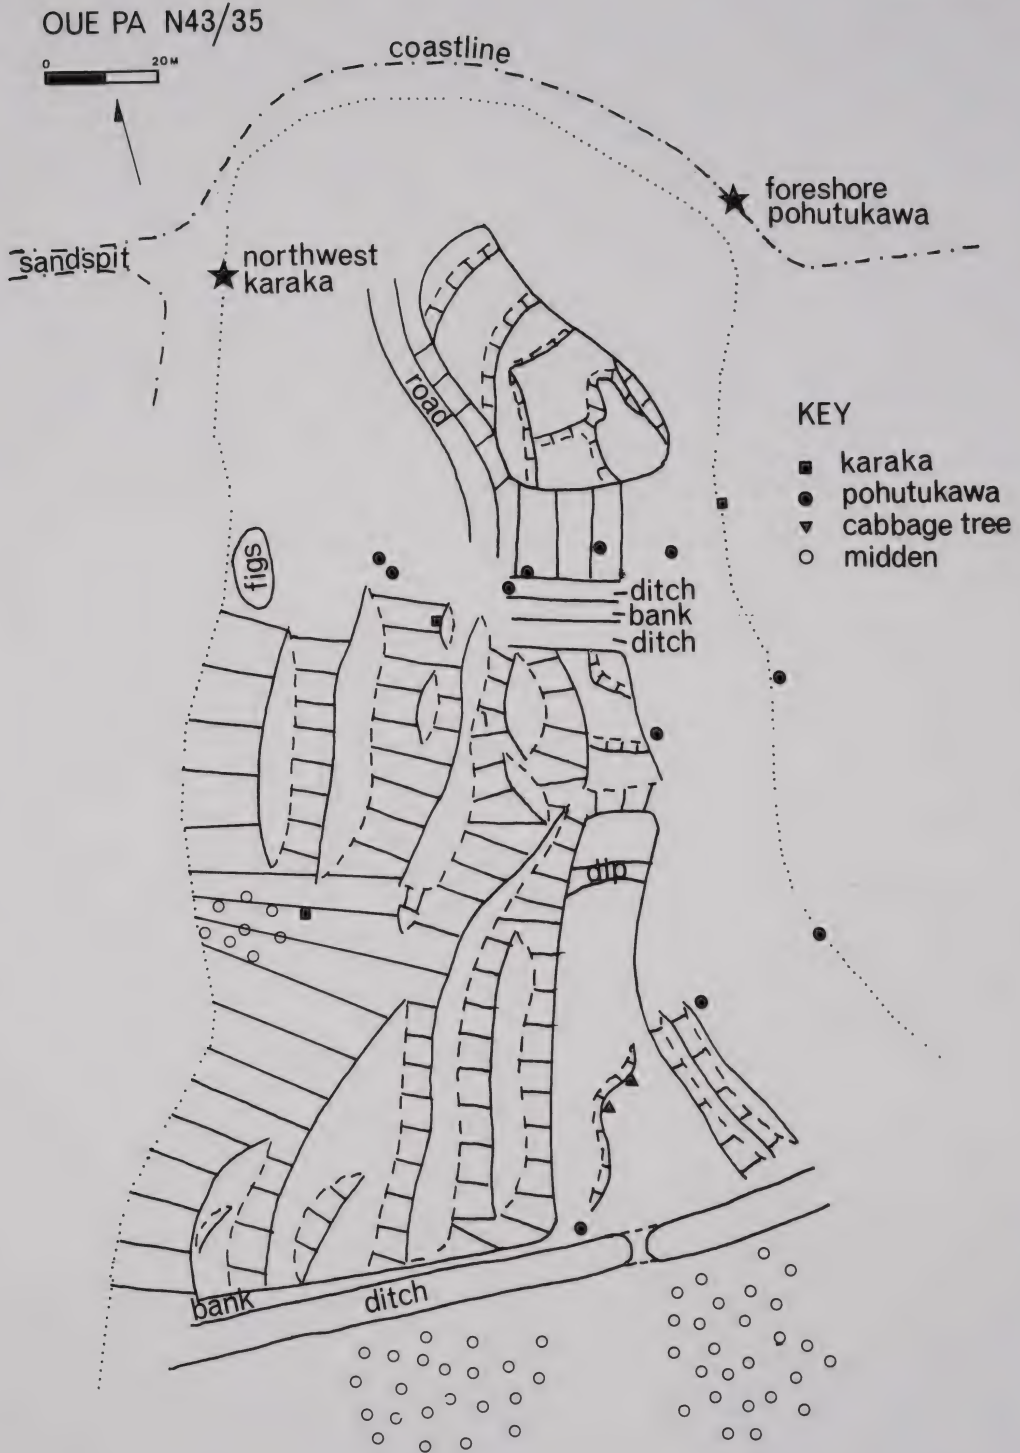 OUE PA N43/35
0 20M
coastline
foreshore
pohutukawa
sandspit
northwest
karaka
road
KEY
karaka
pohutukawa
cabbage tree
midden
figs
ditch
bank
ditch
dip
bank
ditch